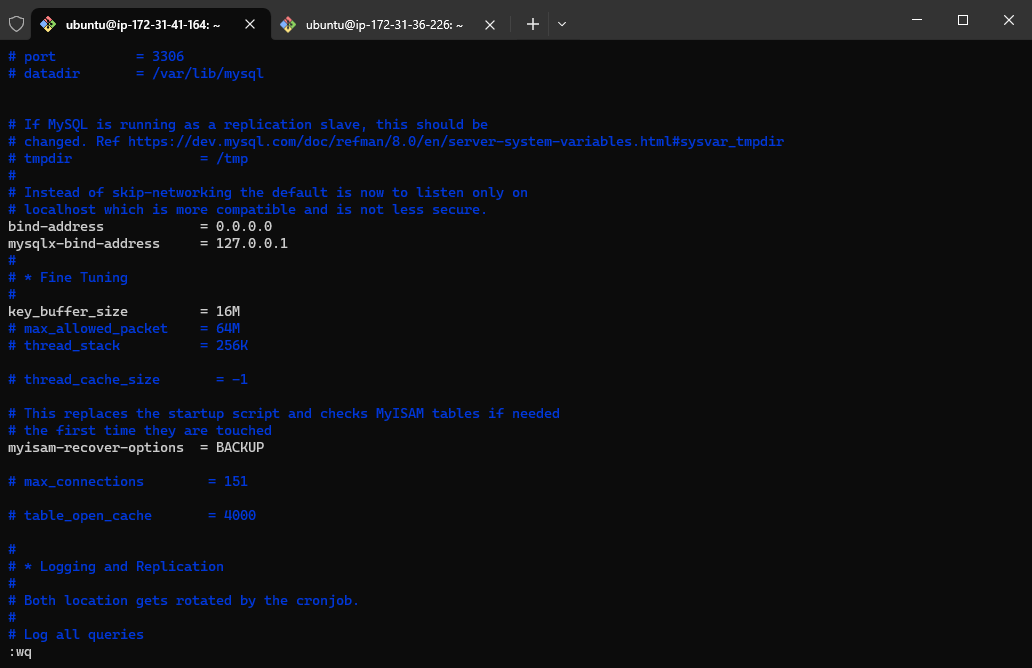 ubuntu@ip-172-31-41-164: ~
ubuntu@ip-172-31-36-226: ~
# port          = 3306
# datadir       = /var/lib/mysql
# If MySQL is running as a replication slave, this should be
# changed. Ref https://dev.mysql.com/doc/refman/8.0/en/server-system-variables.html#sysvar_tmpdir
# tmpdir                = /tmp
#
# Instead of skip-networking the default is now to listen only on
# localhost which is more compatible and is not less secure.
bind-address            = 0.0.0.0
mysqlx-bind-address     = 127.0.0.1
#
# * Fine Tuning
#
key_buffer_size         = 16M
# max_allowed_packet    = 64M
# thread_stack          = 256K
# thread_cache_size       = -1
# This replaces the startup script and checks MyISAM tables if needed
# the first time they are touched
myisam-recover-options  = BACKUP
# max_connections        = 151
# table_open_cache       = 4000
#
# * Logging and Replication
#
# Both location gets rotated by the cronjob.
#
# Log all queries
:wq